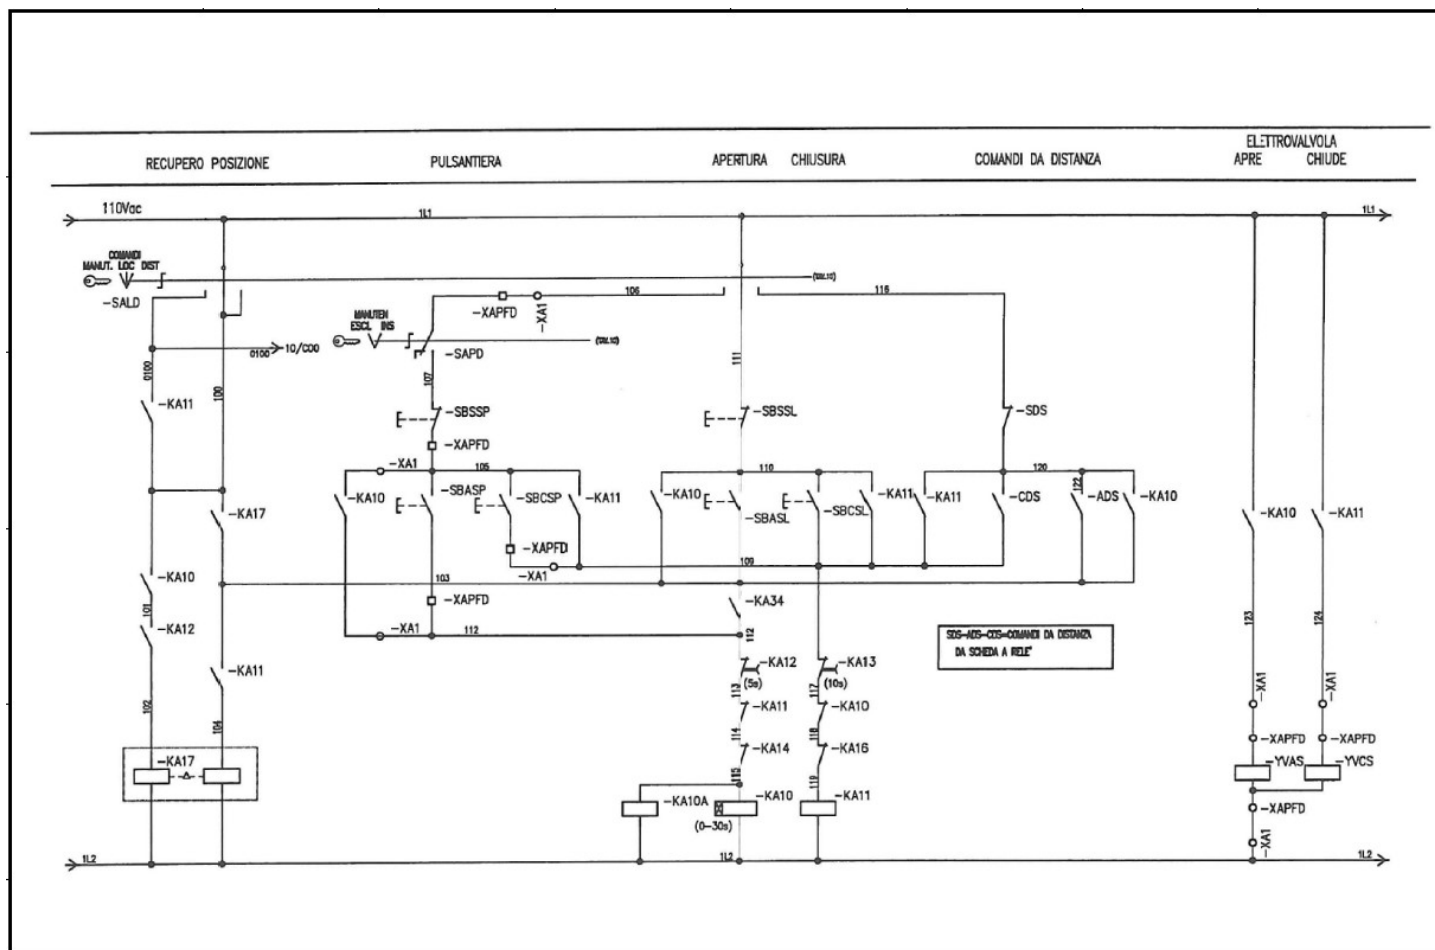 ELETTROVALVOLA
RECUPERO POSIZIONE PULSANTIERA APERTURA CHIUSURA COMANDI DA DISTANZA APRE CHIUDE
110Vac 1L1 1L1
COMANDI
MANUT. LOC DIST
-SALD
106 116
-XAPFD -XA1
MANUTEN
ESCL INS
-SAPD
0100 10/C00
0100 100 107 111
-KA11 -SBSSP -SBSSL -SDS
-XAPFD
-XA1 105 110 120
-KA10 -SBASP -SBCSP -KA11 -KA10 -SBASL -SBCSL -KA11 -KA11 -CDS 122 -ADS -KA10
-KA17 -KA10 -KA11
-XAPFD
-XA1 109
-KA10 103
101 -XAPFD -KA34 123 124
-KA12 -XA1 112 112
SDS-ADS-CDS=COMANDI DA DISTANZA
DA SCHEDA A RELE'
-KA11 -KA12 -KA13
(5s) (10s)
113 117
102 104 -KA11 -KA10 -XA1 -XA1
114 118
-KA17 -KA14 -KA16 -XAPFD -XAPFD
115 119 -YVAS -YVCS
-KA10A -KA10 -KA11 -XAPFD
(0-30s)
-XA1
1L2 1L2 1L2